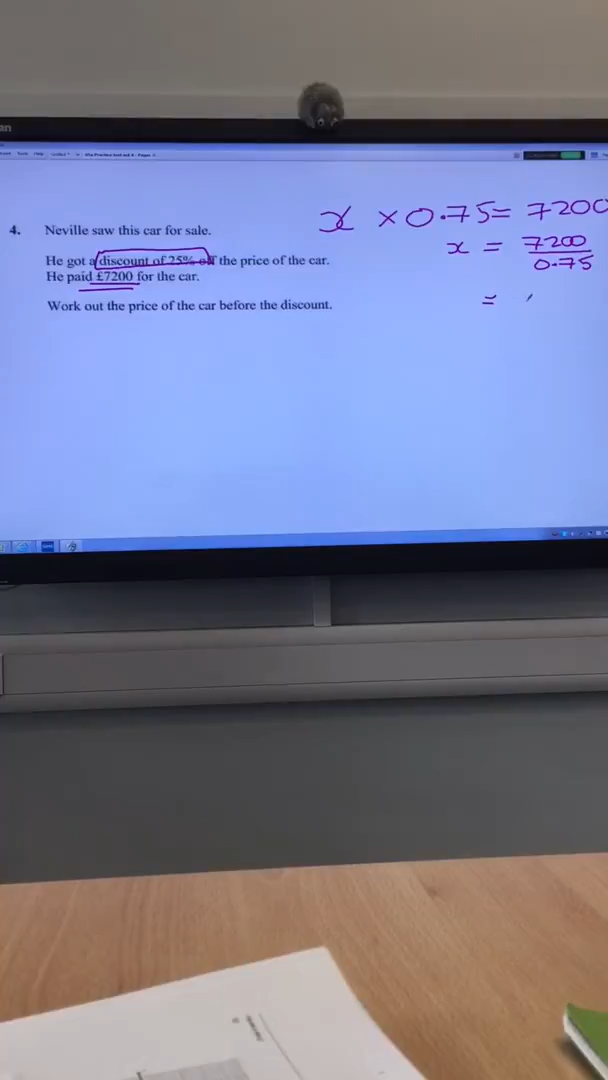 an
4. Neville saw this car for sale.
He got a discount of 25% off the price of the car.
He paid £7200 for the car.
Work out the price of the car before the discount.
x × 0.75 = 7200
x = 7200
0.75
=